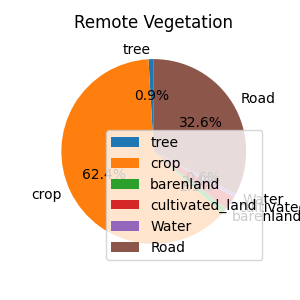 Remote Vegetation
tree
0.9%
Road
32.6%
62.4%
crop
Water
barenland
tree
crop
barenland
cultivated_land
Water
Road